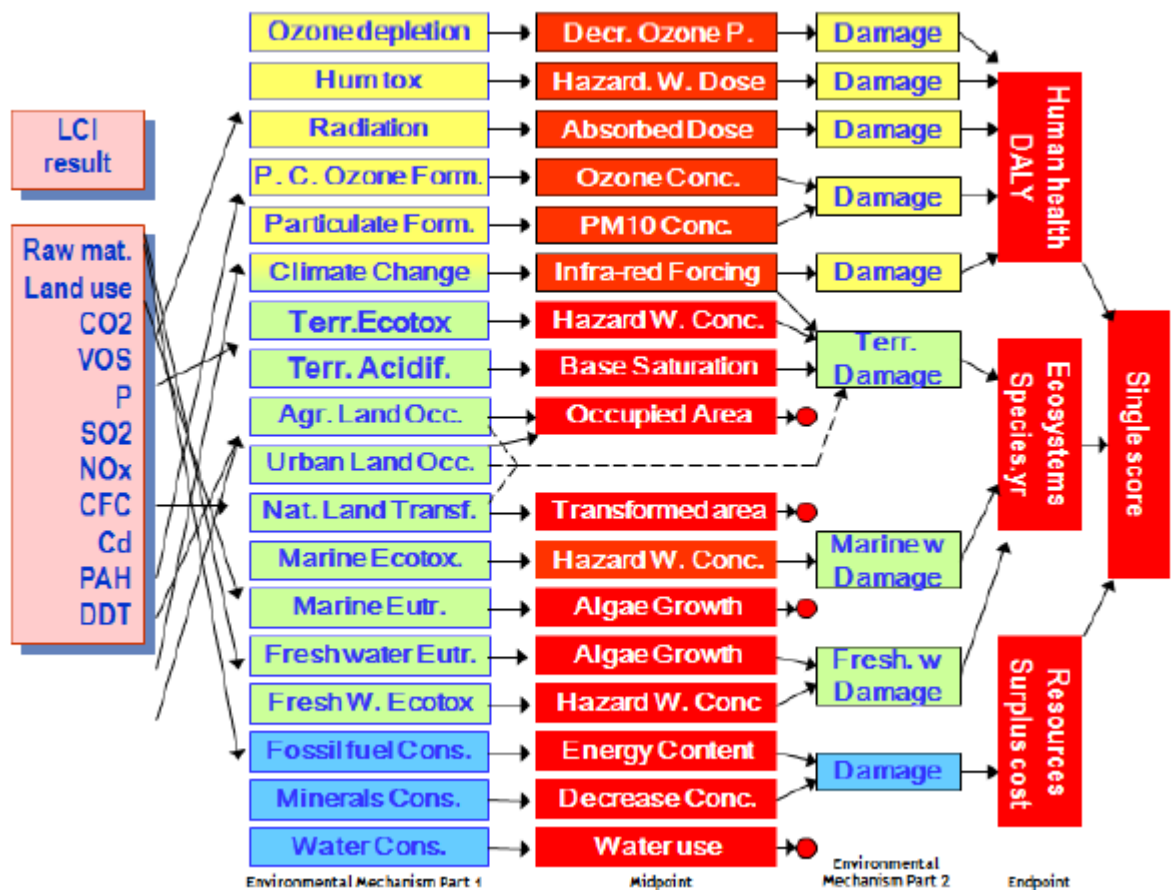 LCI
result
Raw mat.
Land use
CO2
VOS
P
SO2
NOx
CFC
Cd
PAH
DDT
Ozone depletion
Hum tox
Radiation
P. C. Ozone Form.
Particulate Form.
Climate Change
Terr.Ecotox
Terr. Acidif.
Agr. Land Occ.
Urban Land Occ.
Nat. Land Transf.
Marine Ecotox.
Marine Eutr.
Freshwater Eutr.
Fresh W. Ecotox
Fossil fuel Cons.
Minerals Cons.
Water Cons.
Environmental Mechanism Part 1
Decr. Ozone P.
Hazard. W. Dose
Absorbed Dose
Ozone Conc.
PM10 Conc.
Infra-red Forcing
Hazard W. Conc.
Base Saturation
Occupied Area
Transformed area
Hazard W. Conc.
Algae Growth
Algae Growth
Hazard W. Conc
Energy Content
Decrease Conc.
Water use
Midpoint
Damage
Damage
Damage
Damage
Damage
Terr.
Damage
Marine w
Damage
Fresh. w
Damage
Damage
Environmental
Mechanism Part 2
Human health
DALY
Ecosystems
Species.yr
Resources
Surplus cost
Single score
Endpoint